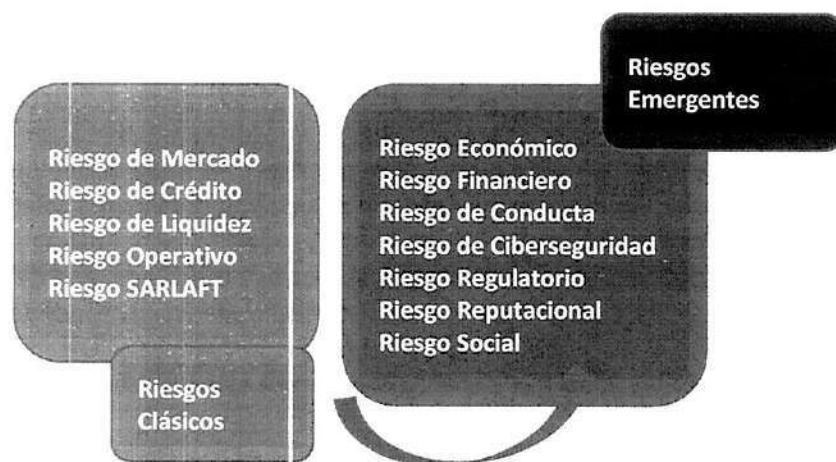 Riesgos
Emergentes
Riesgo de Mercado
Riesgo de Crédito
Riesgo de Liquidez
Riesgo Operativo
Riesgo SARLAFT
Riesgos
Clásicos
Riesgo Económico
Riesgo Financiero
Riesgo de Conducta
Riesgo de Ciberseguridad
Riesgo Regulatorio
Riesgo Reputacional
Riesgo Social